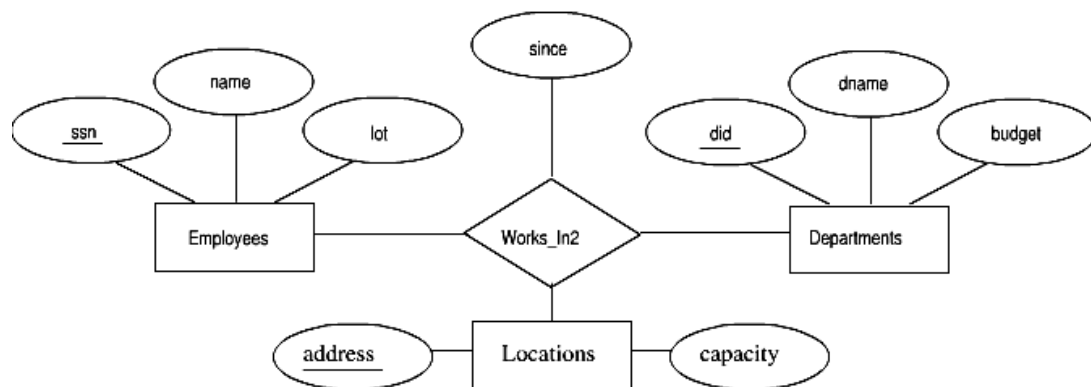 since
name
dname
ssn
lot
did
budget
Employees
Works_In2
Departments
address
Locations
capacity